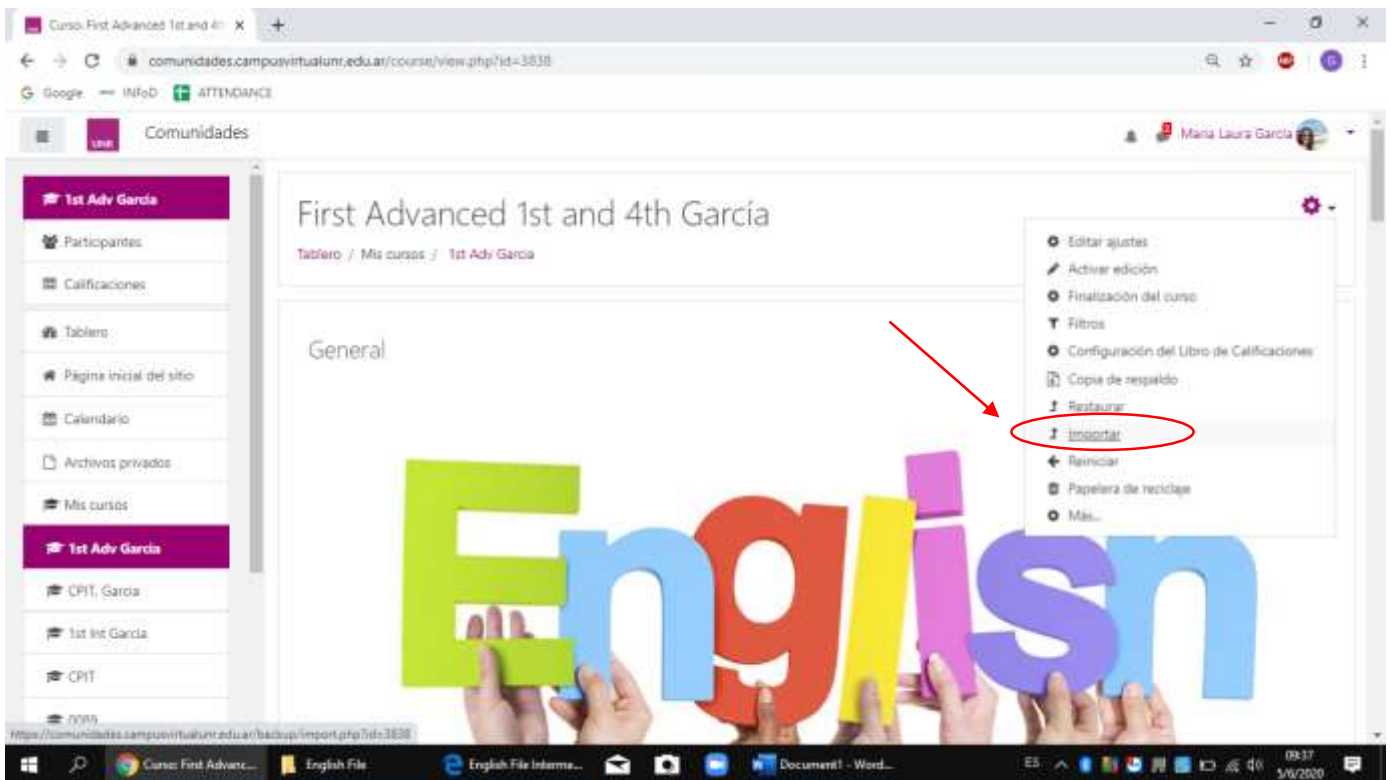 Curso: First Advanced 1st and 4t
comunidades.campusvirtualunr.edu.ar/course/view.php?id=3838
Google
INFoD
ATTENDANCE
UNR
Comunidades
Maria Laura Garcia
1st Adv Garcia
Participantes
Calificaciones
Tablero
Página inicial del sitio
Calendario
Archivos privados
Mis cursos
1st Adv Garcia
CPIT, Garcia
1st Int Garcia
CPIT
First Advanced 1st and 4th García
Tablero / Mis cursos / 1st Adv Garcia
General
Editar ajustes
Activar edición
Finalización del curso
Filtros
Configuración del Libro de Calificaciones
Copia de respaldo
Restaurar
Importar
Reiniciar
Papelera de reciclaje
Más...
English
https://comunidades.campusvirtualunr.edu.ar/backup/import.php?id=3838
Curso: First Advanc...
English File
English File Interme...
Document1 - Word...
ES
09:37
5/6/2020